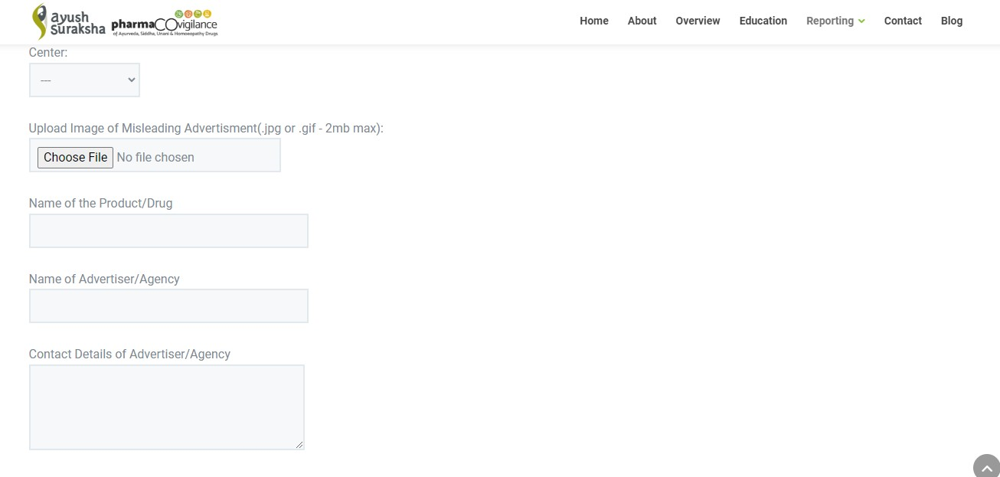 ayush
Suraksha
pharmaCOvigilance
of Ayurveda, Siddha, Unani & Homoeopathy Drugs
Home About Overview Education Reporting Contact Blog
Center:
---
Upload Image of Misleading Advertisment(.jpg or .gif - 2mb max):
Choose File No file chosen
Name of the Product/Drug
Name of Advertiser/Agency
Contact Details of Advertiser/Agency